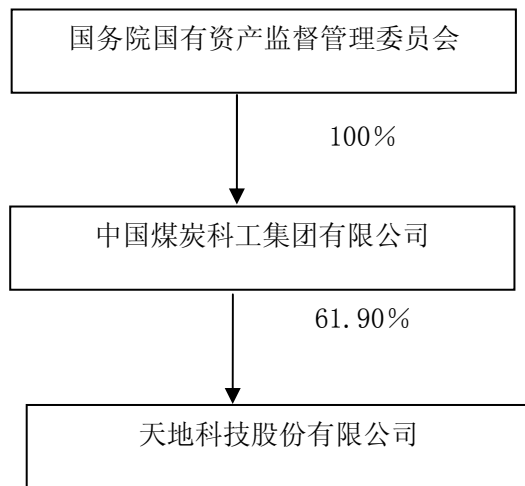 国务院国有资产监督管理委员会
100％
中国煤炭科工集团有限公司
61.90％
天地科技股份有限公司